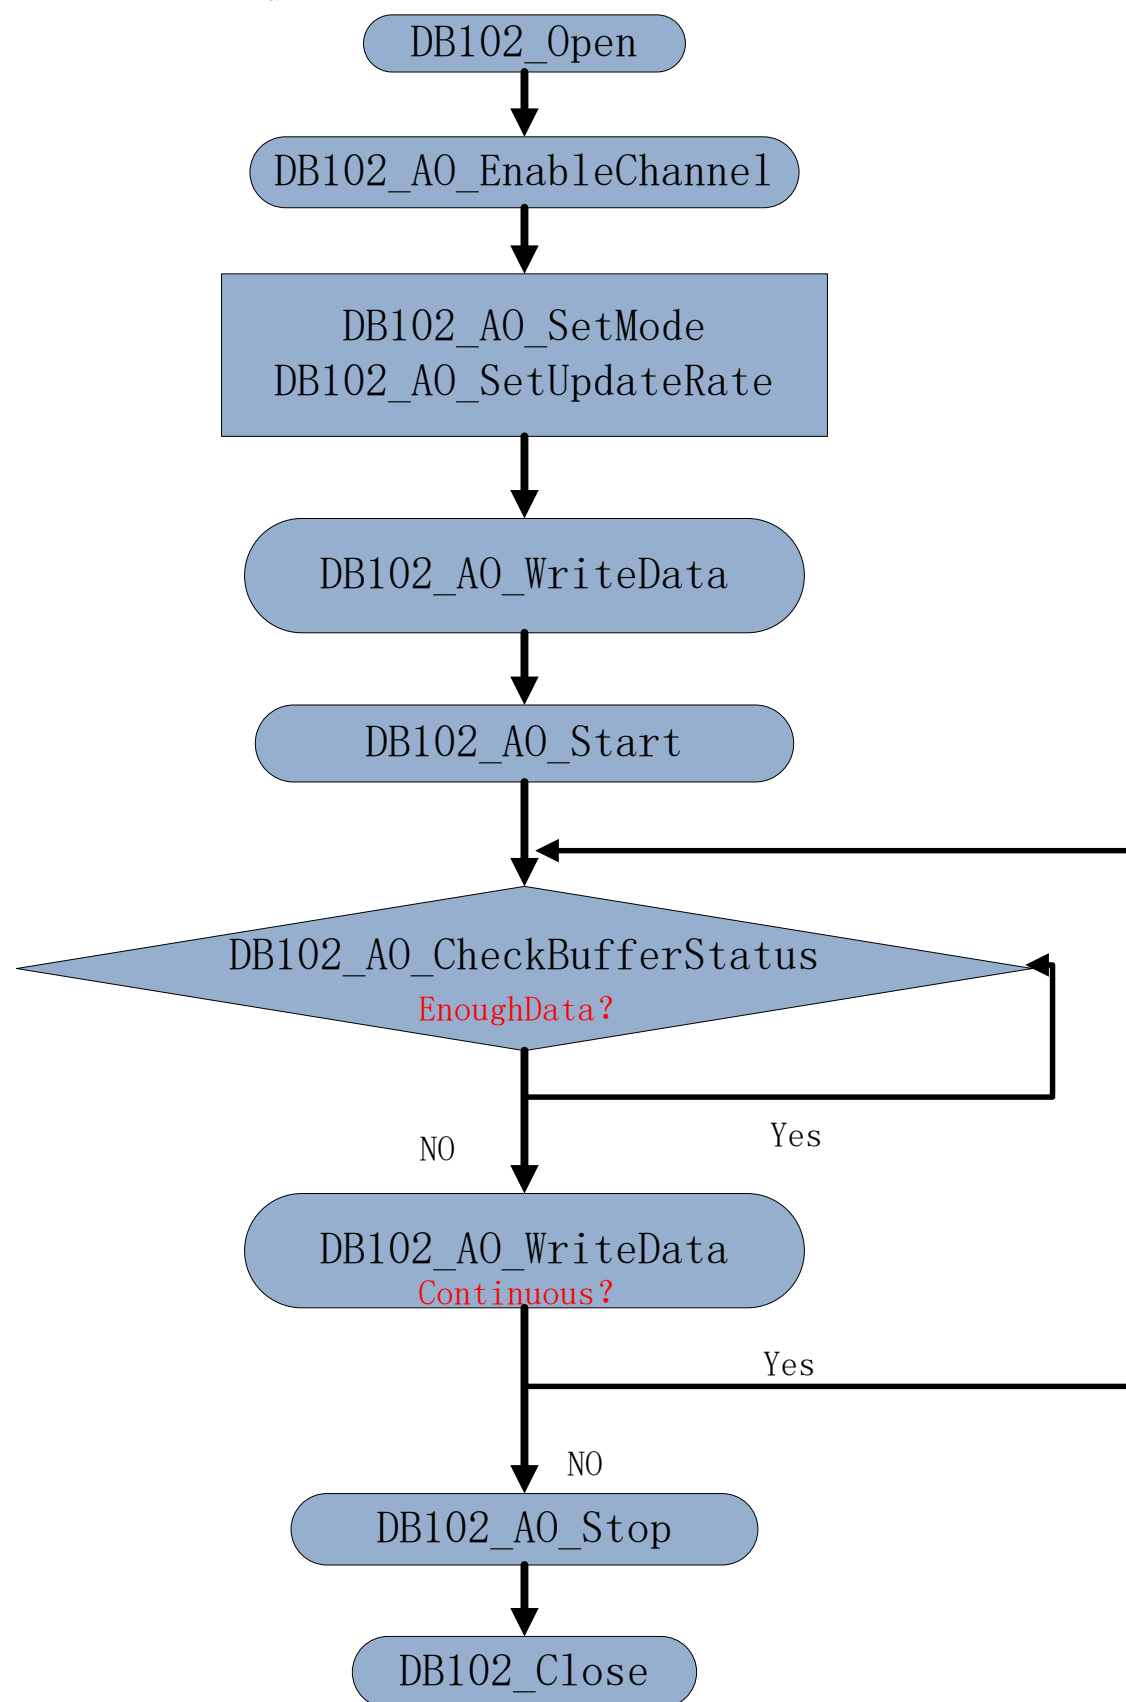 DB102_Open
DB102_AO_EnableChannel
DB102_AO_SetMode
DB102_AO_SetUpdateRate
DB102_AO_WriteData
DB102_AO_Start
DB102_AO_CheckBufferStatus
EnoughData?
NO
Yes
DB102_AO_WriteData
Continuous?
Yes
NO
DB102_AO_Stop
DB102_Close